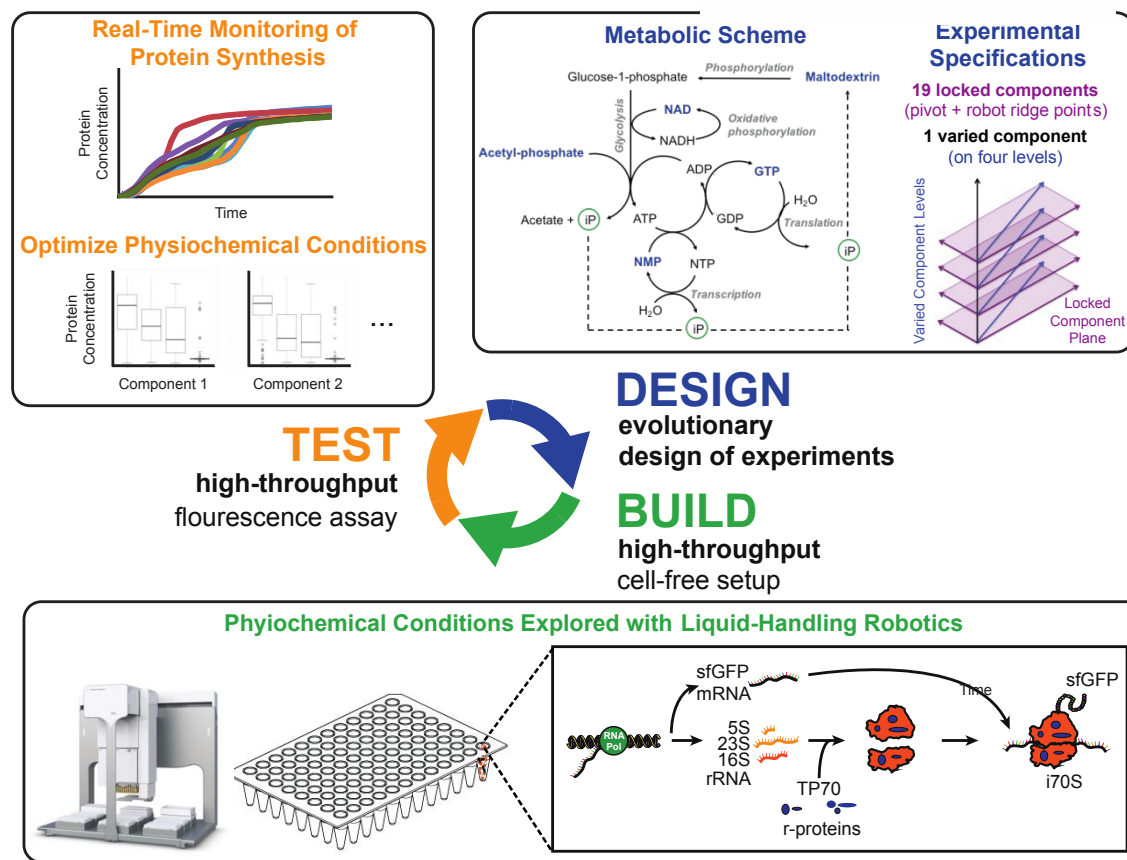 Real-Time Monitoring of
Protein Synthesis
Protein
Concentration
Time
Optimize Physiochemical Conditions
Protein
Concentration
Component 1
Component 2
...
Metabolic Scheme
Glucose-1-phosphate
Phosphorylation
Maltodextrin
Glycolysis
NAD
NADH
Oxidative
phosphorylation
Acetyl-phosphate
ADP
GTP
H2O
Acetate + iP
ATP
GDP
Translation
iP
NMP
NTP
H2O
Transcription
iP
Experimental
Specifications
19 locked components
(pivot + robot ridge points)
1 varied component
(on four levels)
Varied Component Levels
Locked
Component
Plane
TEST
high-throughput
flourescence assay
DESIGN
evolutionary
design of experiments
BUILD
high-throughput
cell-free setup
Phyiochemical Conditions Explored with Liquid-Handling Robotics
RNA
Pol
sfGFP
mRNA
5S
23S
16S
rRNA
TP70
r-proteins
Time
sfGFP
i70S